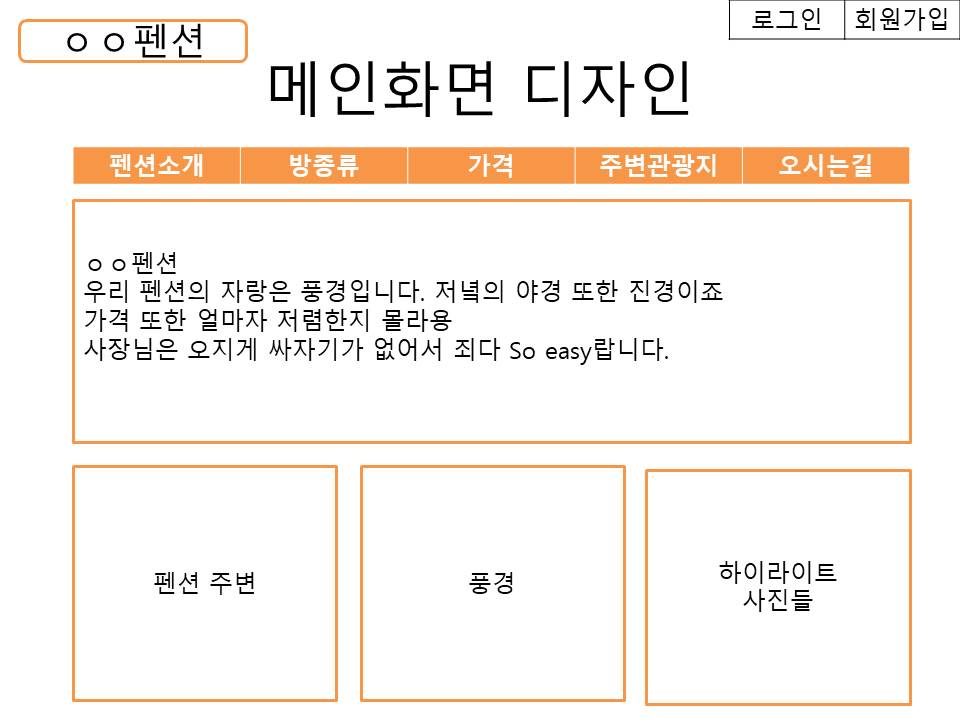 ㅇㅇ펜션
로그인 회원가입
메인화면 디자인
펜션소개 방종류 가격 주변관광지 오시는길
ㅇㅇ펜션
우리 펜션의 자랑은 풍경입니다. 저녘의 야경 또한 진경이죠
가격 또한 얼마자 저렴한지 몰라용
사장님은 오지게 싸자기가 없어서 죄다 So easy랍니다.
펜션 주변
풍경
하이라이트
사진들